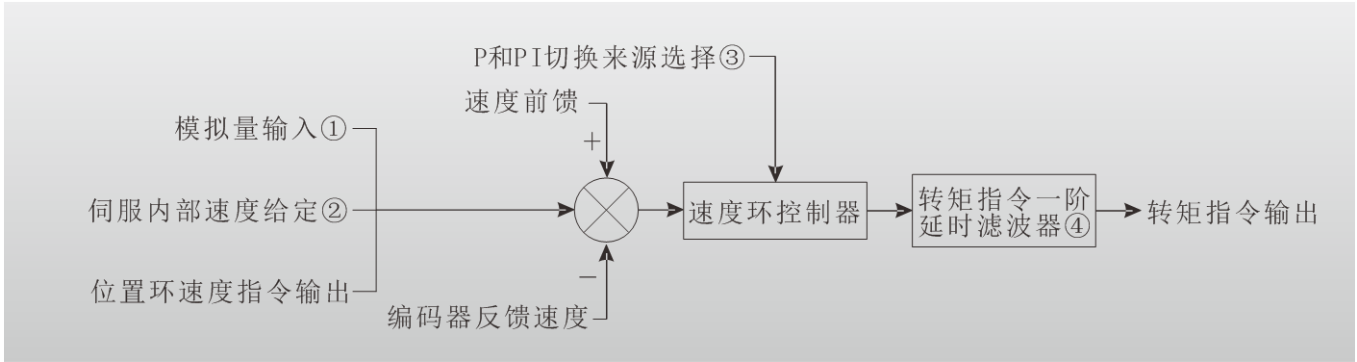 P和PI切换来源选择③
速度前馈
模拟量输入①
+
伺服内部速度给定②
速度环控制器
转矩指令一阶
延时滤波器④
转矩指令输出
−
位置环速度指令输出
编码器反馈速度